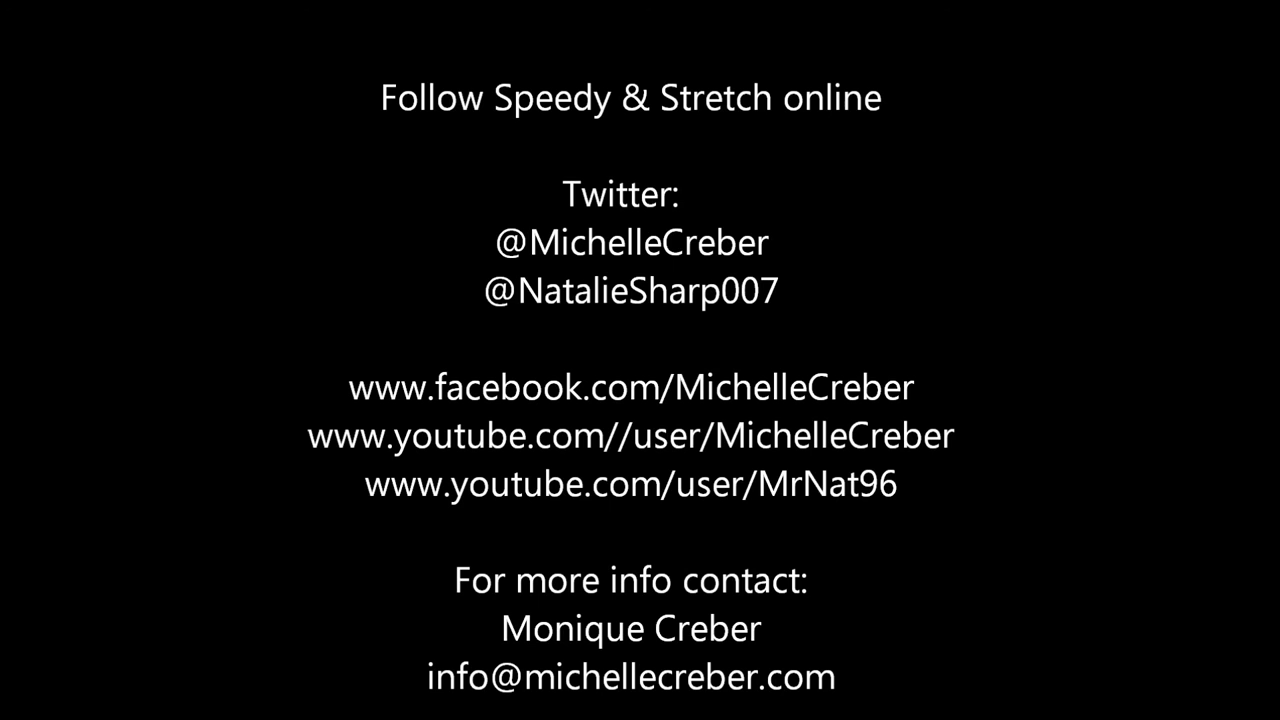 Follow Speedy & Stretch online
Twitter:
@MichelleCreber
@NatalieSharp007
www.facebook.com/MichelleCreber
www.youtube.com//user/MichelleCreber
www.youtube.com/user/MrNat96
For more info contact:
Monique Creber
info@michellecreber.com